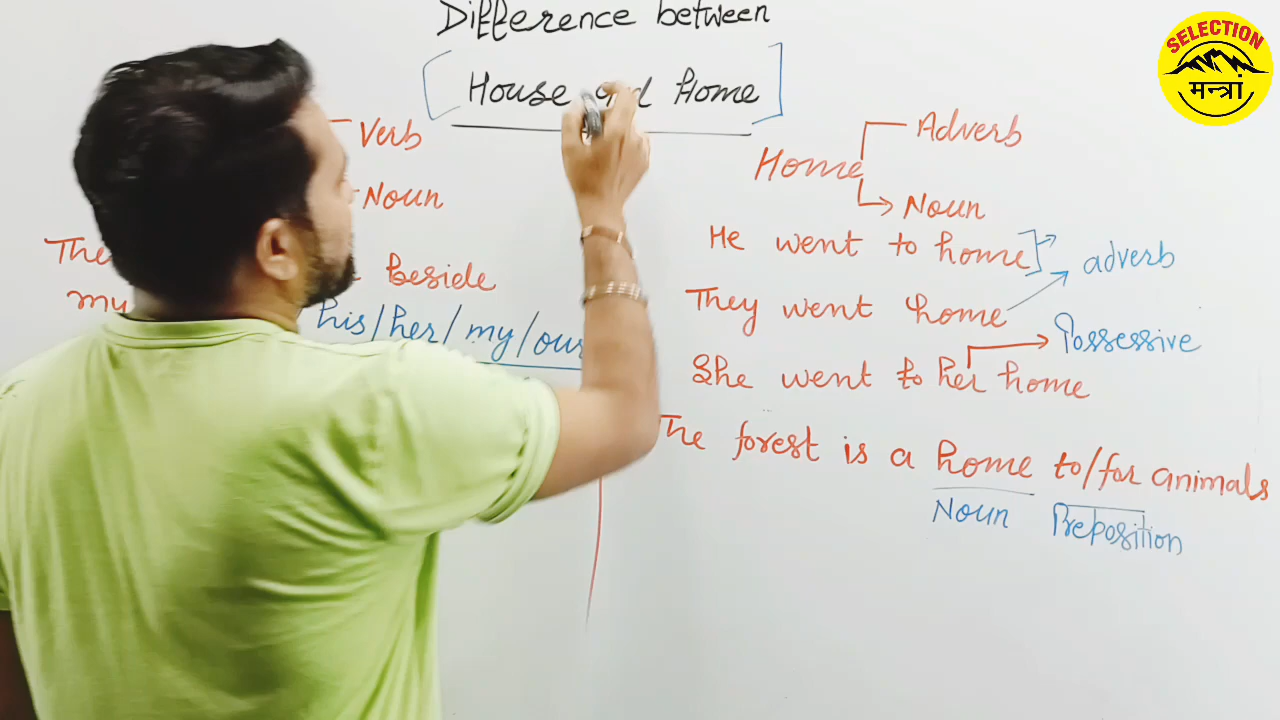 Difference between
House and Home
Verb
Noun
The
Beside
my
his/her/my/our
Home
Adverb
Noun
He went to home
adverb
They went home
Possessive
She went to her home
The forest is a home to/for animals
Noun Preposition
SELECTION
मन्त्रां